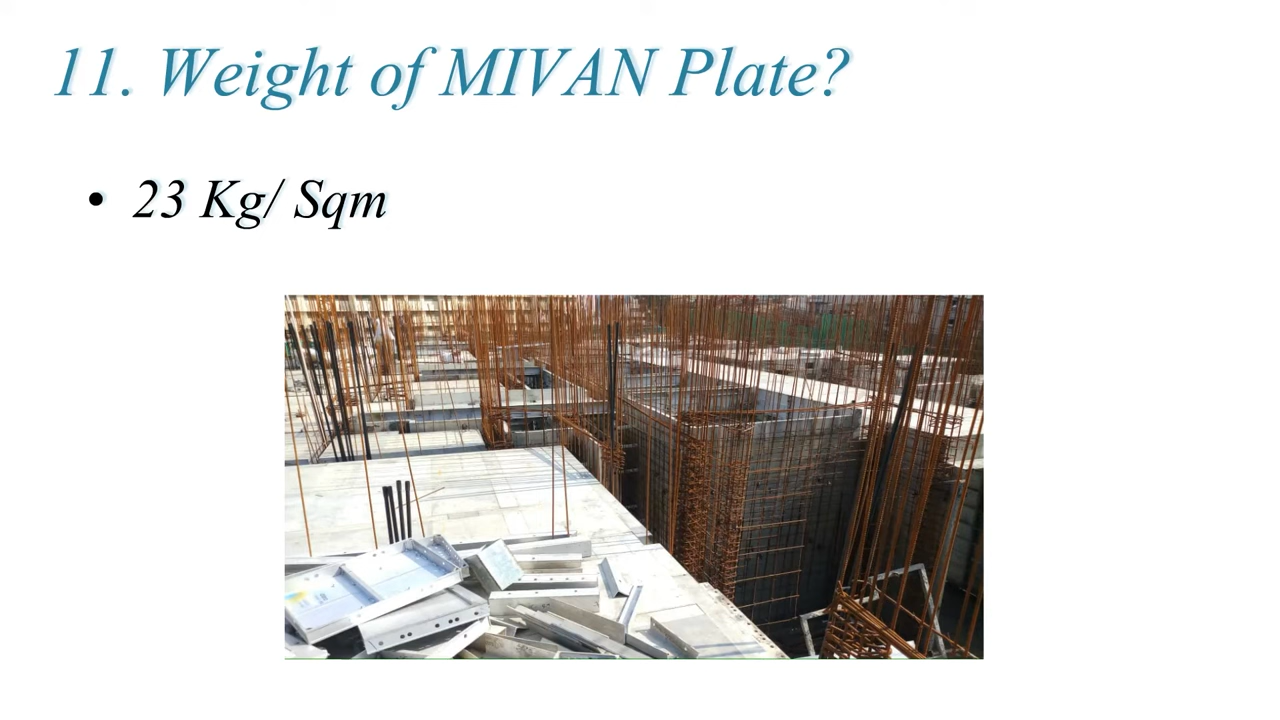 11. Weight of MIVAN Plate?
• 23 Kg/ Sqm